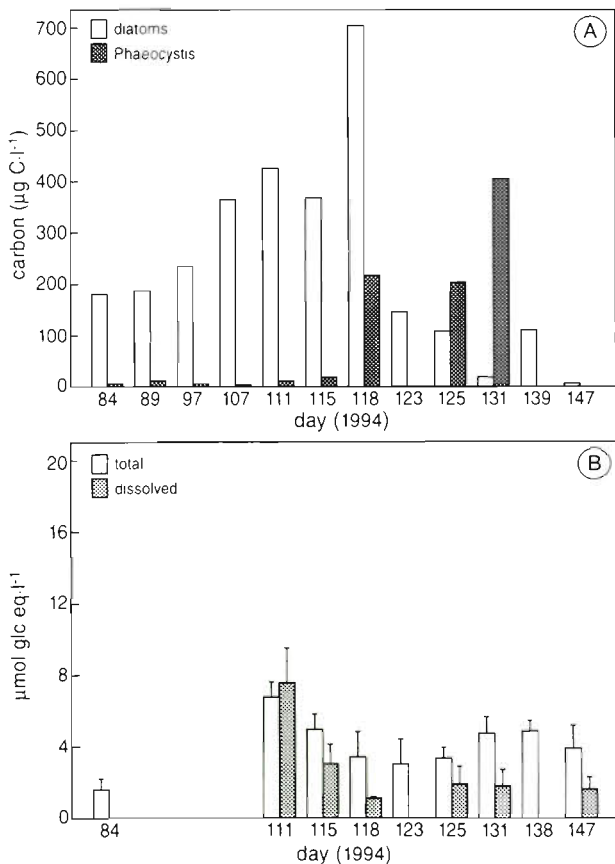 700
600
500
400
300
200
100
0
carbon (µg C·l⁻¹)
diatoms
Phaeocystis
A
84 89 97 107 111 115 118 123 125 131 139 147
day (1994)
20
16
12
8
4
0
µmol glc eq.l⁻¹
total
dissolved
B
84 111 115 118 123 125 131 138 147
day (1994)